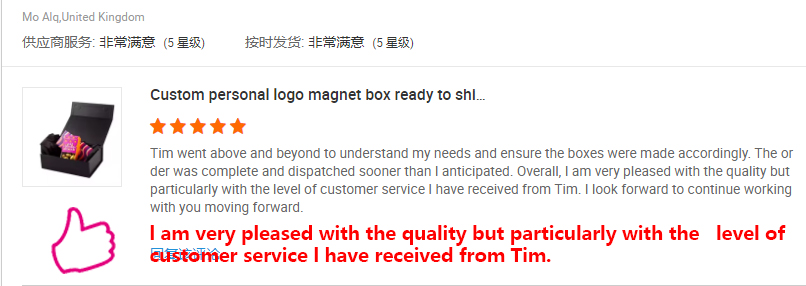 Mo Alq,United Kingdom
供应商服务: 非常满意 (5 星级) 按时发货: 非常满意 (5 星级)
Custom personal logo magnet box ready to shi...
Tim went above and beyond to understand my needs and ensure the boxes were made accordingly. The or
der was complete and dispatched sooner than I anticipated. Overall, I am very pleased with the quality but
particularly with the level of customer service I have received from Tim. I look forward to continue working
with you moving forward.
I am very pleased with the quality but particularly with the level of
customer service I have received from Tim.
回复该评论